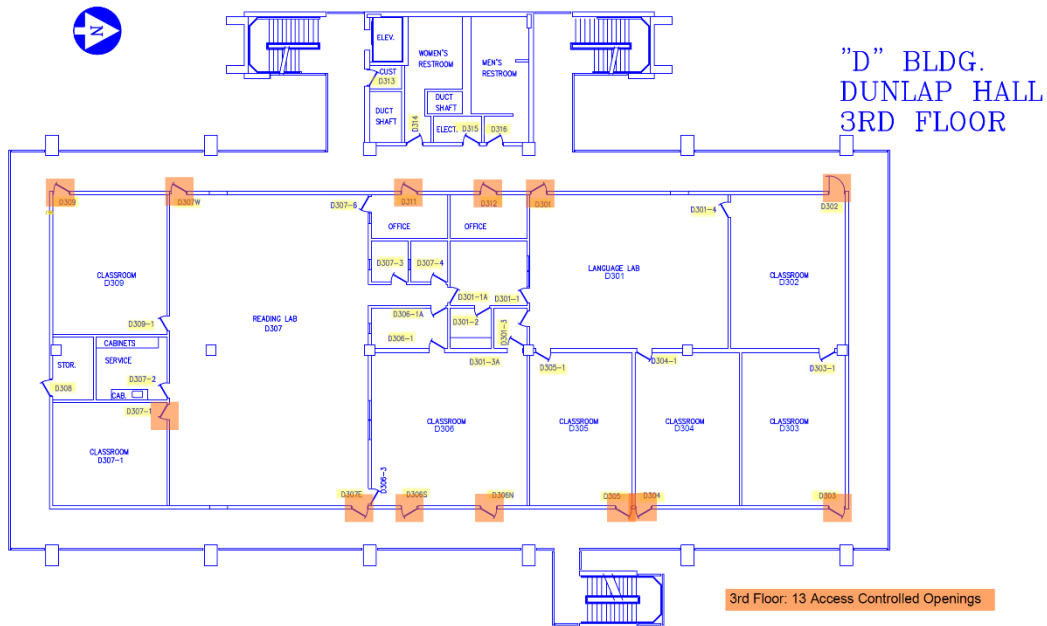 N
"D" BLDG.
DUNLAP HALL
3RD FLOOR
ELEV.
WOMEN'S
RESTROOM
MEN'S
RESTROOM
CUST
D313
DUCT
SHAFT
DUCT
SHAFT
D314
ELECT.
D315
D316
D309
D307W
D311
D312
D301
D302
D307-6
D301-4
OFFICE
OFFICE
D307-3
D307-4
CLASSROOM
D309
LANGUAGE LAB
D301
CLASSROOM
D302
D301-1A
D301-1
READING LAB
D307
D306-1A
D301-2
D301-3
D309-1
D306-1
CABINETS
STOR.
SERVICE
D301-3A
D305-1
D304-1
D303-1
D308
D307-2
CAB.
D307-1
CLASSROOM
D307-1
CLASSROOM
D306
CLASSROOM
D305
CLASSROOM
D304
CLASSROOM
D303
D306-3
D307E
D306S
D306N
D305
D304
D303
3rd Floor: 13 Access Controlled Openings